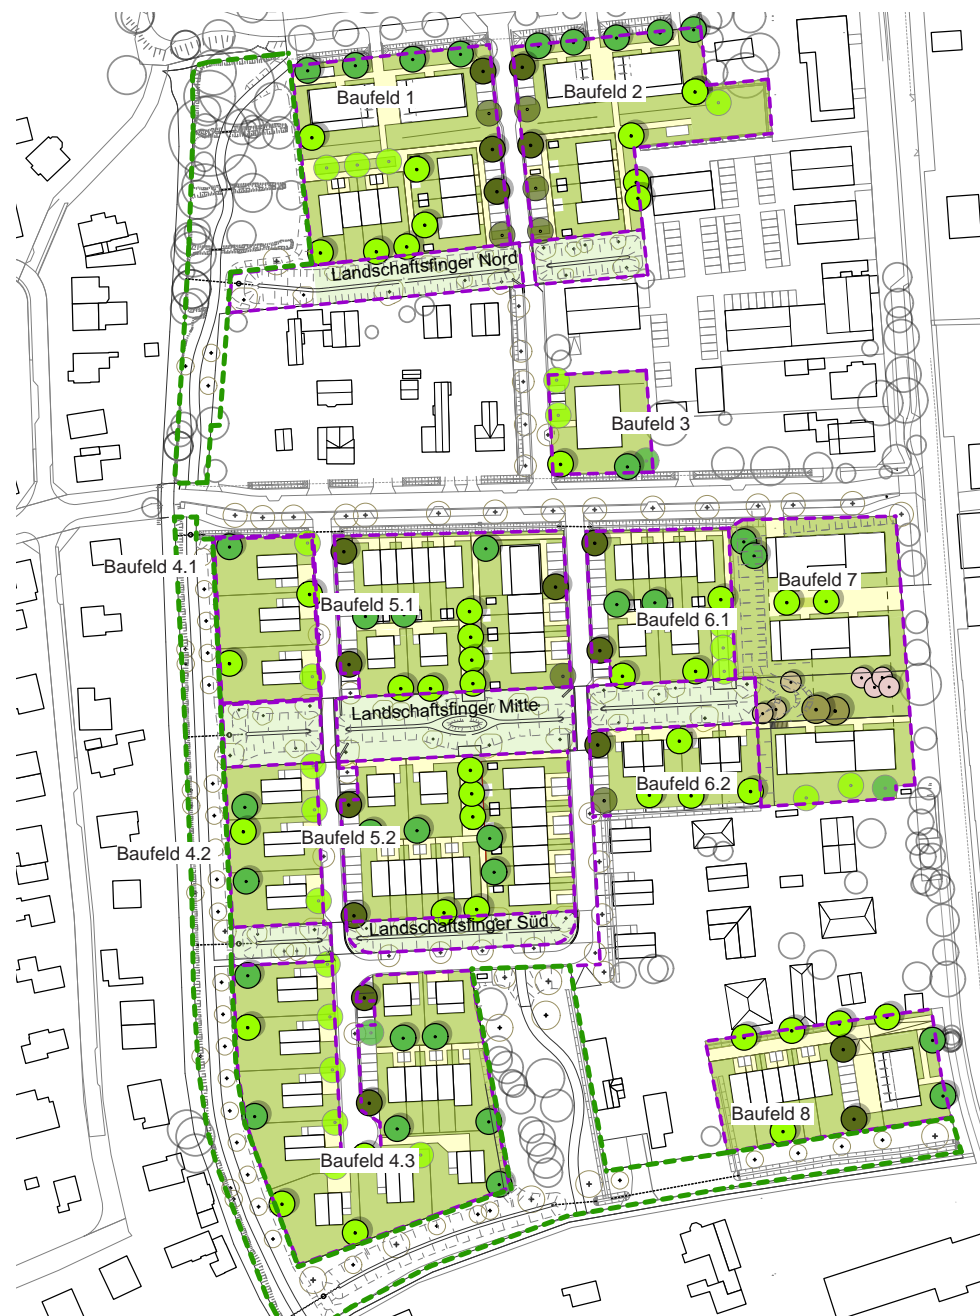 Baufeld 1
Baufeld 2
Landschaftsfinger Nord
Baufeld 3
Baufeld 4.1
Baufeld 7
Baufeld 5.1
Baufeld 6.1
Landschaftsfinger Mitte
Baufeld 6.2
Baufeld 5.2
Baufeld 4.2
Landschaftsfinger Süd
Baufeld 8
Baufeld 4.3